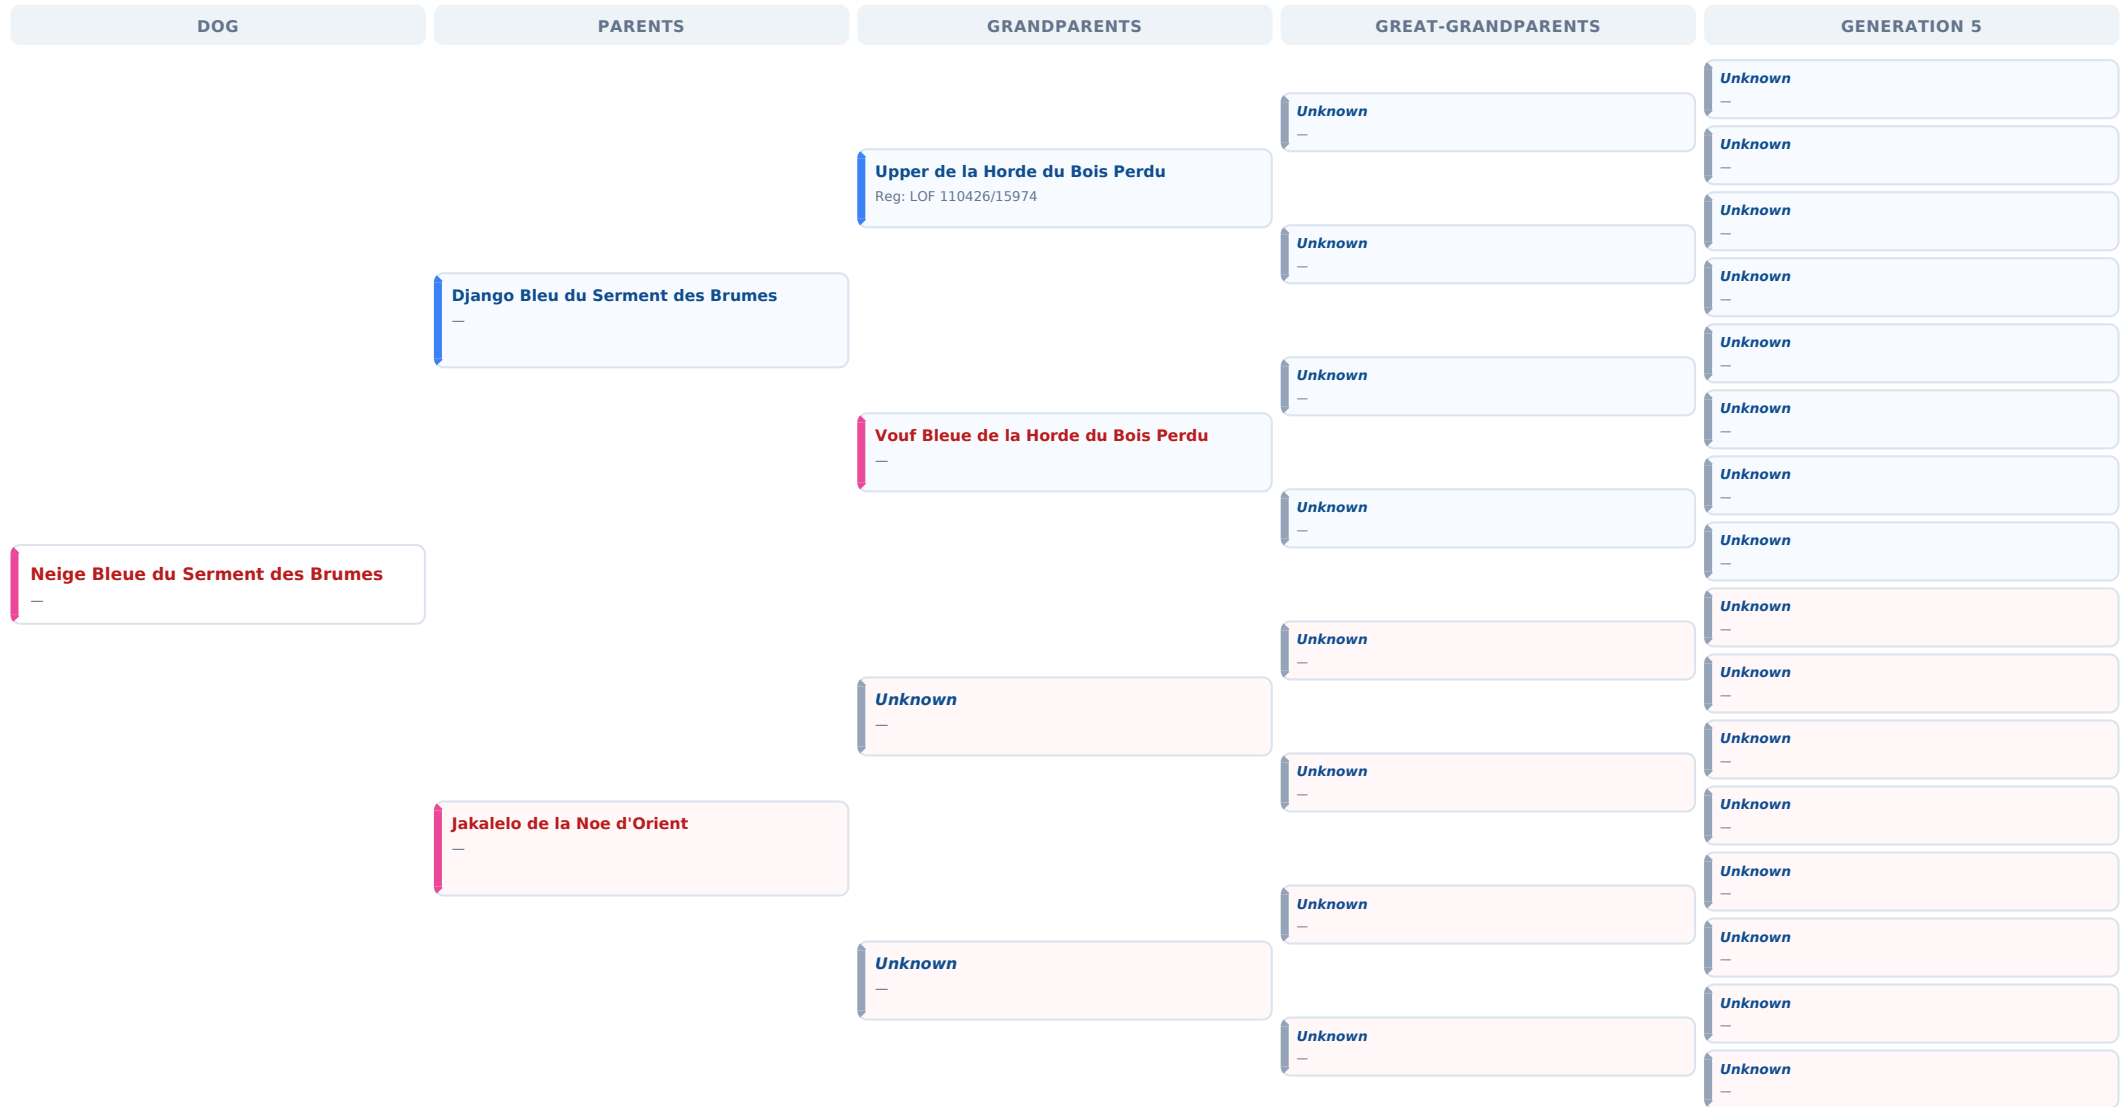 DOG
PARENTS
GRANDPARENTS
GREAT-GRANDPARENTS
GENERATION 5
Neige Bleue du Serment des Brumes
—
Django Bleu du Serment des Brumes
—
Jakalelo de la Noe d'Orient
—
Upper de la Horde du Bois Perdu
Reg: LOF 110426/15974
Vouf Bleue de la Horde du Bois Perdu
—
Unknown
—
Unknown
—
Unknown
—
Unknown
—
Unknown
—
Unknown
—
Unknown
—
Unknown
—
Unknown
—
Unknown
—
Unknown
—
Unknown
—
Unknown
—
Unknown
—
Unknown
—
Unknown
—
Unknown
—
Unknown
—
Unknown
—
Unknown
—
Unknown
—
Unknown
—
Unknown
—
Unknown
—
Unknown
—
Unknown
—